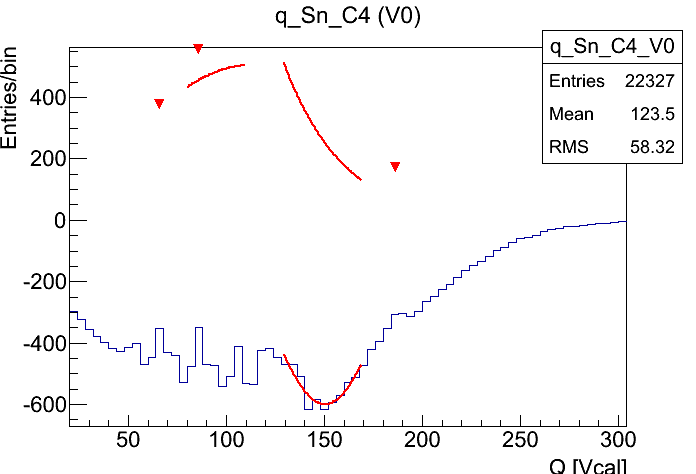 q_Sn_C4 (V0)
q_Sn_C4_V0
Entries 22327
Mean 123.5
RMS 58.32
Entries/bin
400
200
0
-200
-400
-600
50 100 150 200 250 300
Q [Vcal]